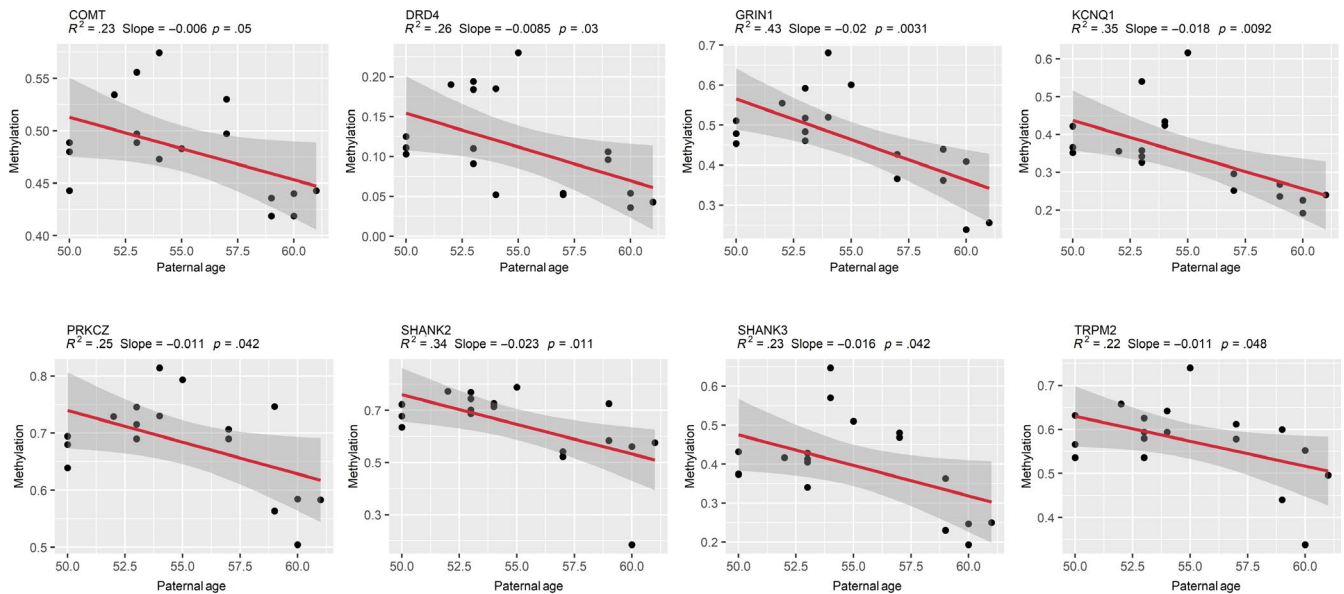 COMT
R² = .23 Slope = −0.006 p = .05
Methylation
0.55
0.50
0.45
0.40
50.0 52.5 55.0 57.5 60.0
Paternal age
DRD4
R² = .26 Slope = −0.0085 p = .03
Methylation
0.20
0.15
0.10
0.05
0.00
50.0 52.5 55.0 57.5 60.0
Paternal age
GRIN1
R² = .43 Slope = −0.02 p = .0031
Methylation
0.7
0.6
0.5
0.4
0.3
50.0 52.5 55.0 57.5 60.0
Paternal age
KCNQ1
R² = .35 Slope = −0.018 p = .0092
Methylation
0.6
0.5
0.4
0.3
0.2
50.0 52.5 55.0 57.5 60.0
Paternal age
PRKCZ
R² = .25 Slope = −0.011 p = .042
Methylation
0.8
0.7
0.6
0.5
50.0 52.5 55.0 57.5 60.0
Paternal age
SHANK2
R² = .34 Slope = −0.023 p = .011
Methylation
0.7
0.5
0.3
50.0 52.5 55.0 57.5 60.0
Paternal age
SHANK3
R² = .23 Slope = −0.016 p = .042
Methylation
0.6
0.5
0.4
0.3
0.2
50.0 52.5 55.0 57.5 60.0
Paternal age
TRPM2
R² = .22 Slope = −0.011 p = .048
Methylation
0.7
0.6
0.5
0.4
50.0 52.5 55.0 57.5 60.0
Paternal age